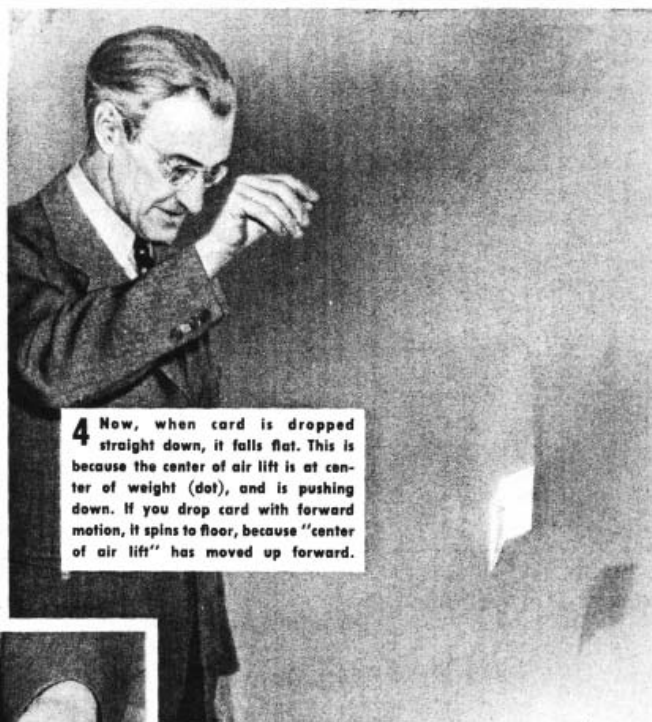 4 Now, when card is dropped
straight down, it falls flat. This is
because the center of air lift is at cen-
ter of weight (dot), and is pushing
down. If you drop card with forward
motion, it spins to floor, because "center
of air lift" has moved up forward.